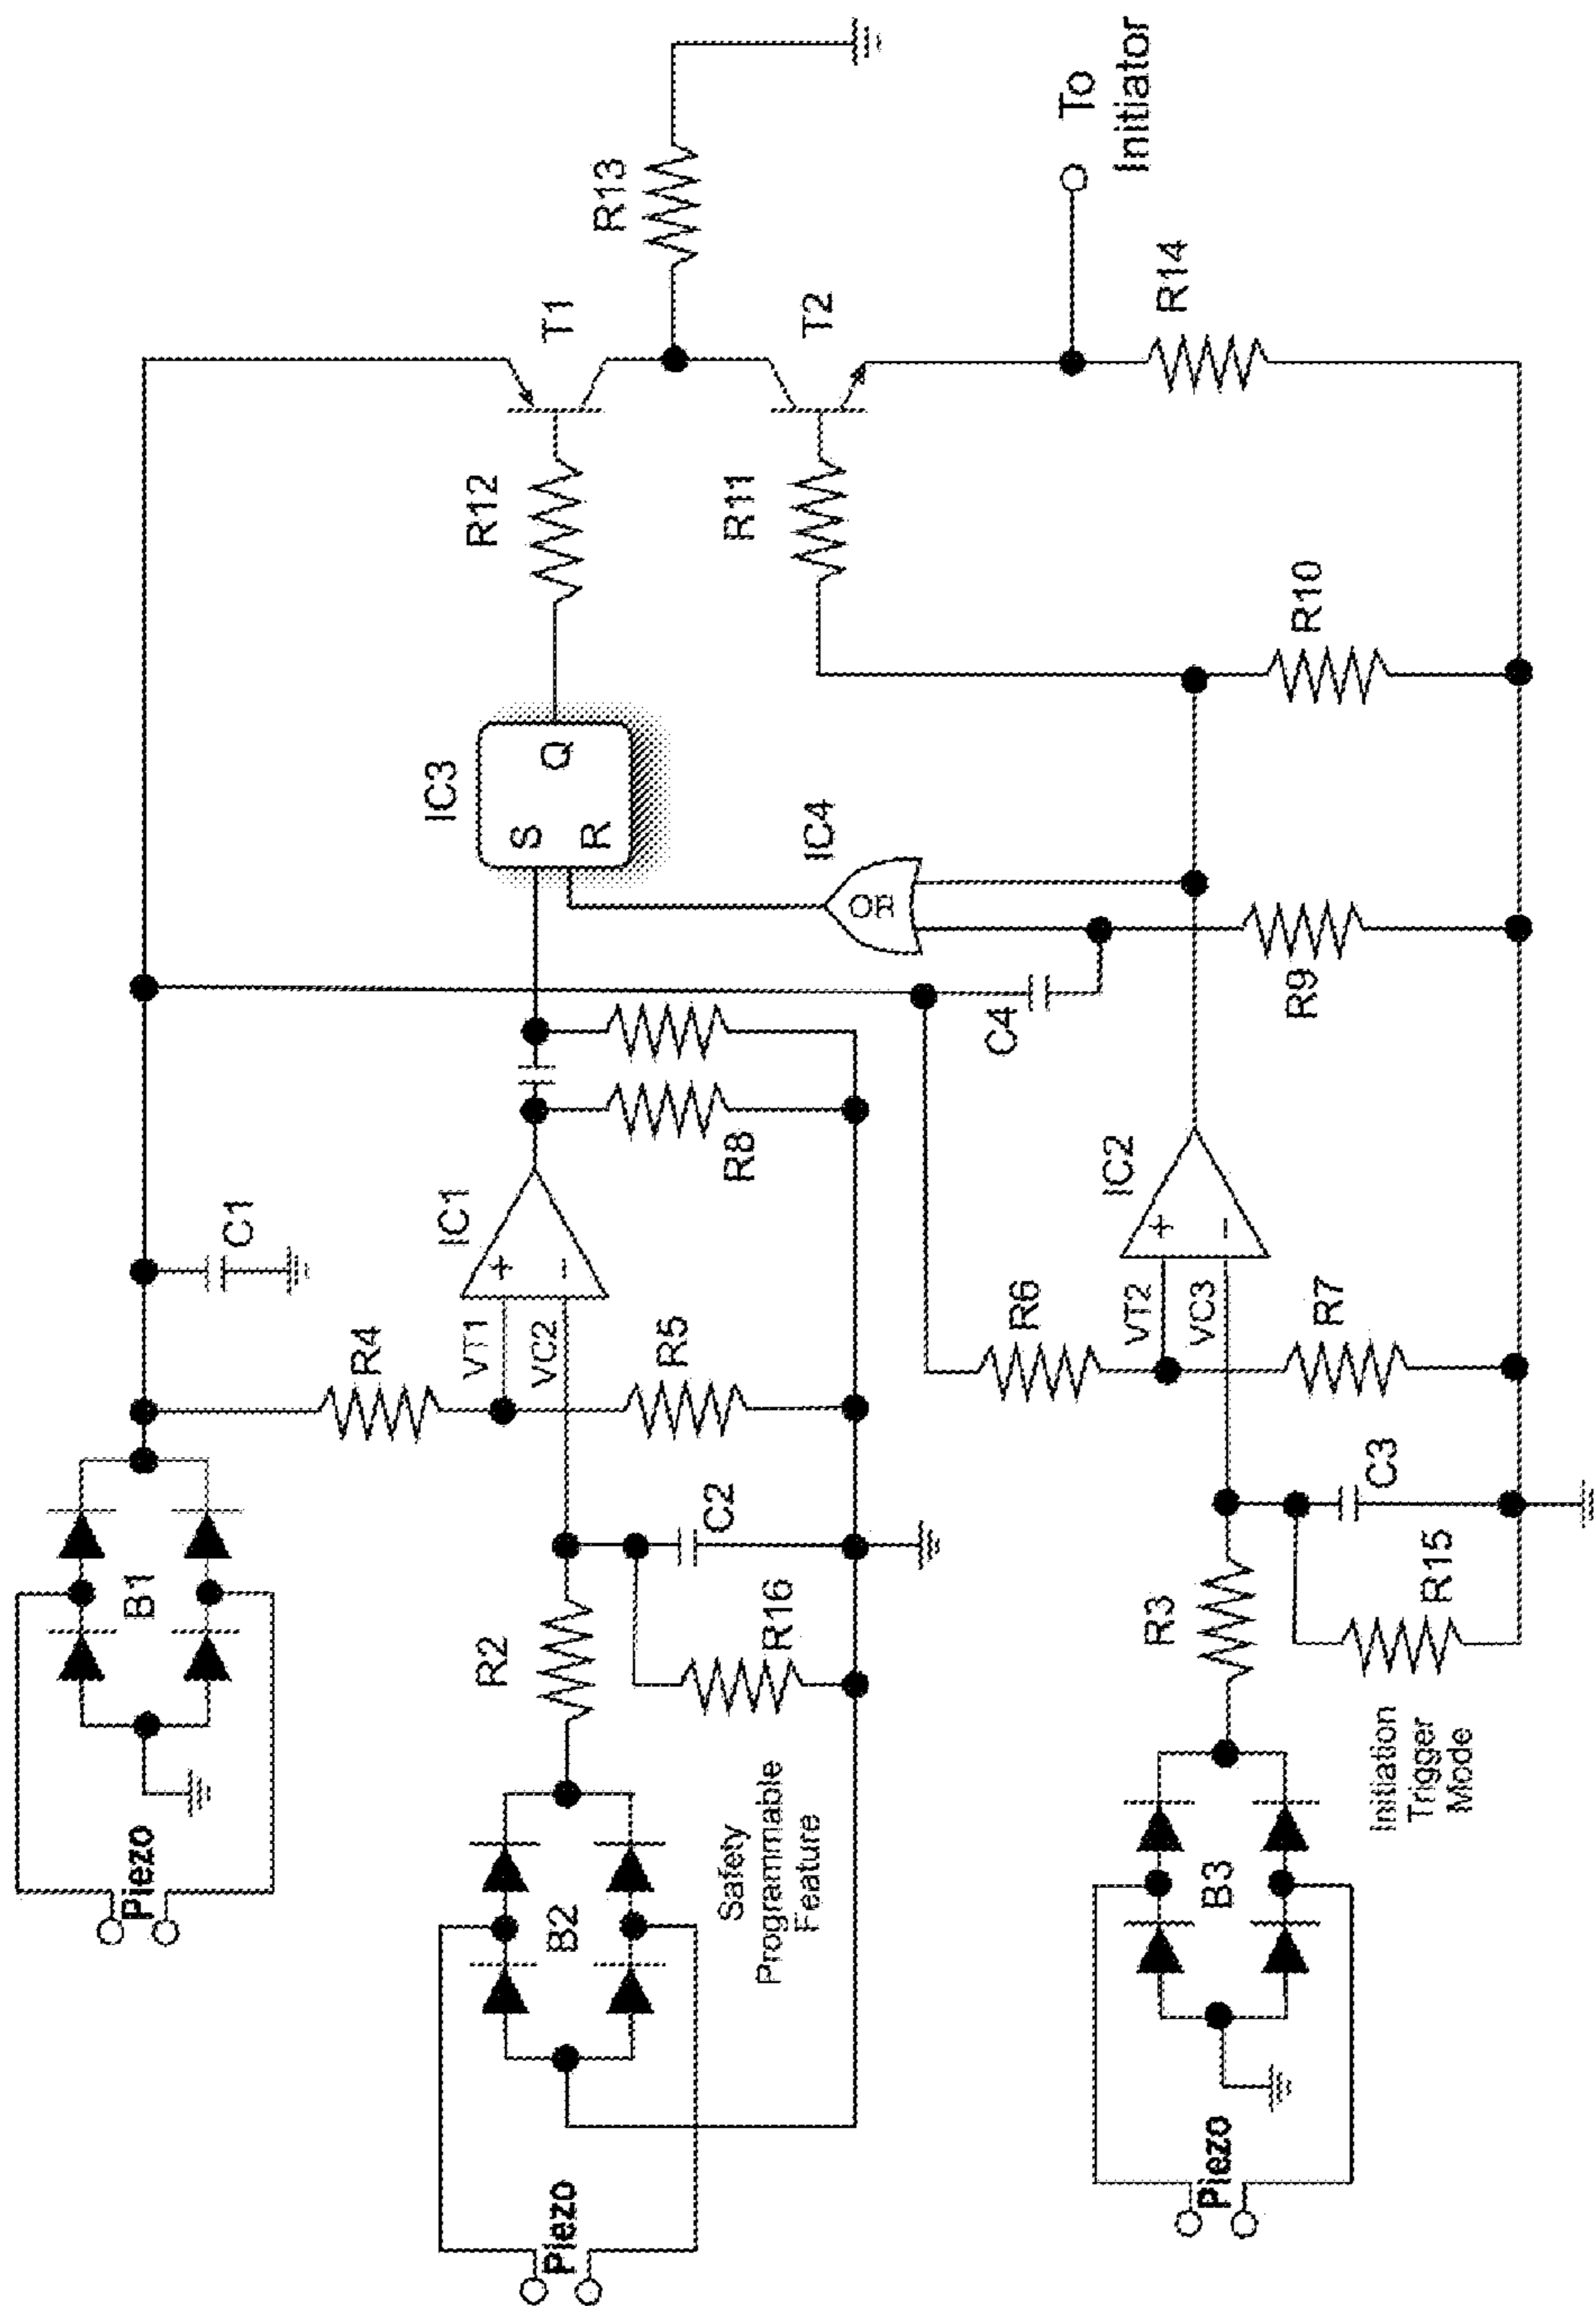 Piezo
B1
C1
R4
VT1
VC2
IC1
+
−
R5
R8
Piezo
B2
R2
C2
R16
Safety
Programmable
Feature
IC3
S
R
Q
R12
T1
R13
R11
T2
To
Initiator
R14
IC4
OR
C4
R9
R10
R6
VT2
VC3
IC2
+
−
R7
Piezo
B3
R3
C3
R15
Initiation
Trigger
Mode